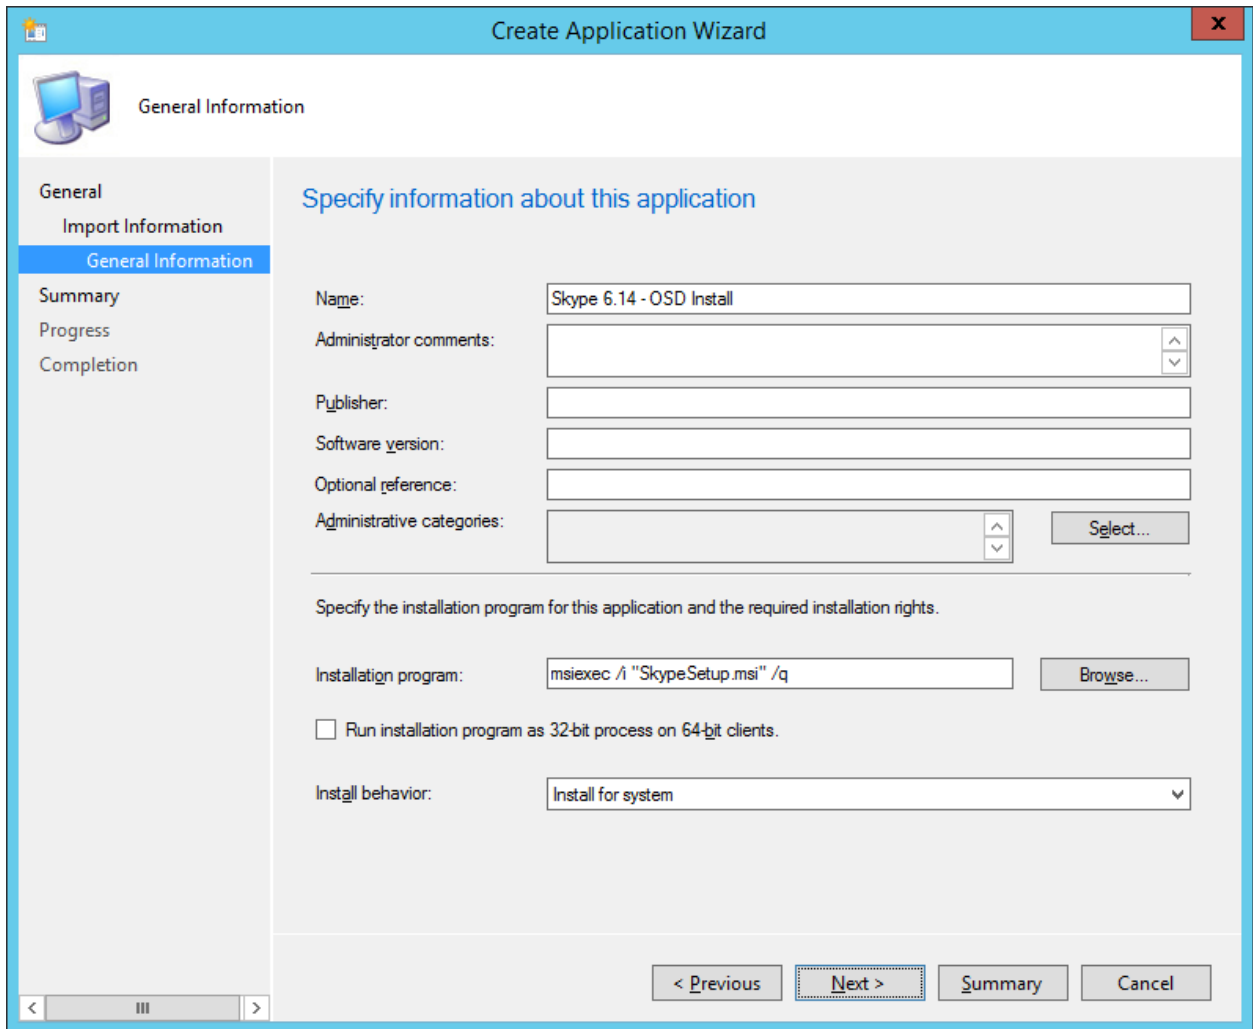 Create Application Wizard
x
General Information
General
Import Information
General Information
Summary
Progress
Completion
Specify information about this application
Name: Skype 6.14 - OSD Install
Administrator comments:
Publisher:
Software version:
Optional reference:
Administrative categories: Select...
Specify the installation program for this application and the required installation rights.
Installation program: msiexec /i "SkypeSetup.msi" /q Browse...
Run installation program as 32-bit process on 64-bit clients.
Install behavior: Install for system
< Previous Next > Summary Cancel